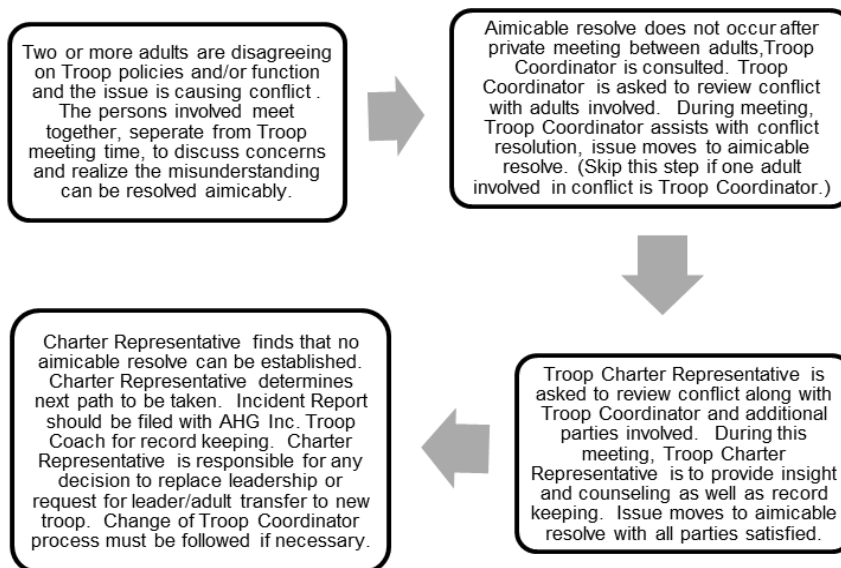 Two or more adults are disagreeing
on Troop policies and/or function
and the issue is causing conflict .
The persons involved meet
together, seperate from Troop
meeting time, to discuss concerns
and realize the misunderstanding
can be resolved aimicably.
Aimicable resolve does not occur after
private meeting between adults,Troop
Coordinator is consulted. Troop
Coordinator is asked to review conflict
with adults involved. During meeting,
Troop Coordinator assists with conflict
resolution, issue moves to aimicable
resolve. (Skip this step if one adult
involved in conflict is Troop Coordinator.)
Troop Charter Representative is
asked to review conflict along with
Troop Coordinator and additional
parties involved. During this
meeting, Troop Charter
Representative is to provide insight
and counseling as well as record
keeping. Issue moves to aimicable
resolve with all parties satisfied.
Charter Representative finds that no
aimicable resolve can be established.
Charter Representative determines
next path to be taken. Incident Report
should be filed with AHG Inc. Troop
Coach for record keeping. Charter
Representative is responsible for any
decision to replace leadership or
request for leader/adult transfer to new
troop. Change of Troop Coordinator
process must be followed if necessary.